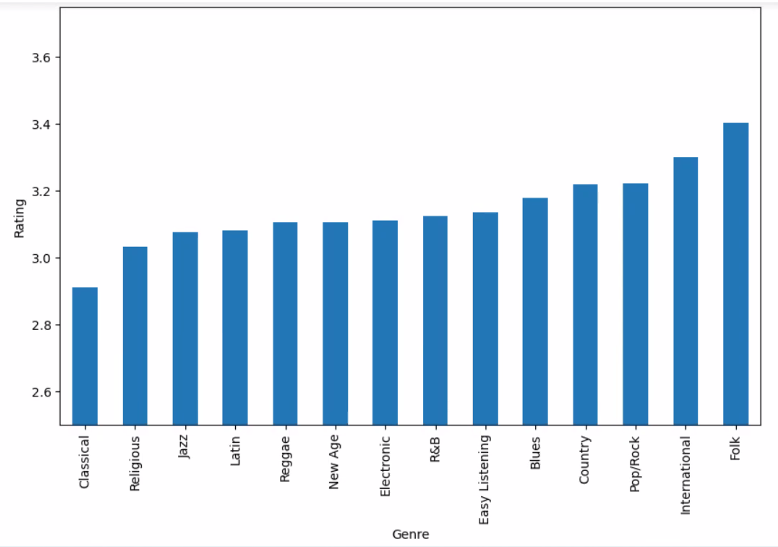 3.6
3.4
3.2
3.0
2.8
2.6
Rating
Classical
Religious
Jazz
Latin
Reggae
New Age
Electronic
R&B
Easy Listening
Blues
Country
Pop/Rock
International
Folk
Genre